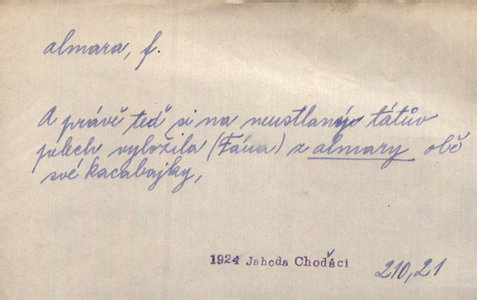 almara, f.
A právě teď si na neustlaný tátův
pelech vyložila (Fána) z almary obě
své kacabajky,
1924 Jahoda Choďáci
210,21